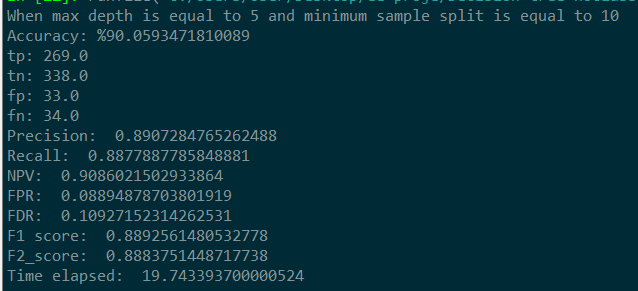 When max depth is equal to 5 and minimum sample split is equal to 10
Accuracy: %90.0593471810089
tp: 269.0
tn: 338.0
fp: 33.0
fn: 34.0
Precision:  0.8907284765262488
Recall:  0.8877887785848881
NPV:  0.9086021502933864
FPR:  0.08894878703801919
FDR:  0.10927152314262531
F1 score:  0.8892561480532778
F2_score:  0.8883751448717738
Time elapsed:  19.743393700000524